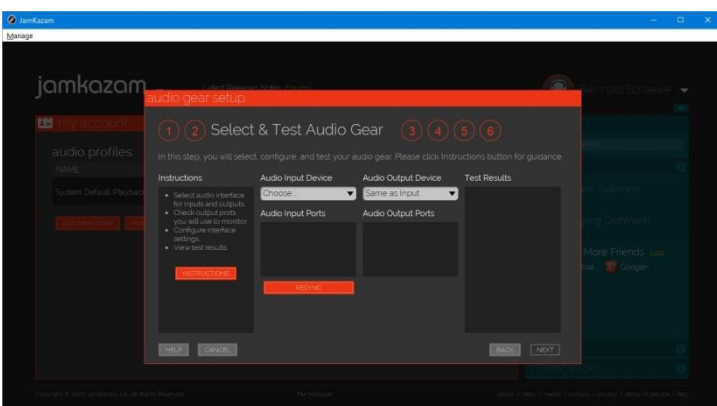 JamKazam
Manage
jamkazam
audio gear setup
my account
audio profiles:
NAME
System Default (Playbac
ADD NEW GEAR
1 2 Select & Test Audio Gear 3 4 5 6
In this step, you will select, configure, and test your audio gear. Please click Instructions button for guidance.
Instructions
• Select audio interface for inputs and outputs.
• Check output ports you will use to monitor.
• Configure interface settings.
• View test results.
INSTRUCTIONS
Audio Input Device
Choose...
Audio Input Ports
RESYNC
Audio Output Device
Same as Input
Audio Output Ports
Test Results
HELP
CANCEL
BACK
NEXT
More Friends
Google+
notifications